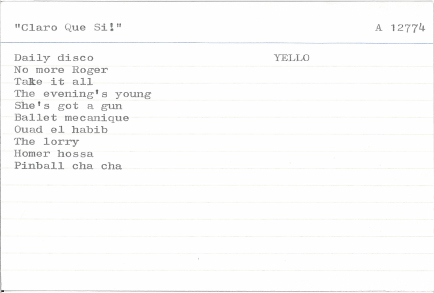 "Claro Que Si!" A 12774
Daily disco YELLO
No more Roger
Take it all
The evening's young
She's got a gun
Ballet mecanique
Ouad el habib
The lorry
Homer hossa
Pinball cha cha